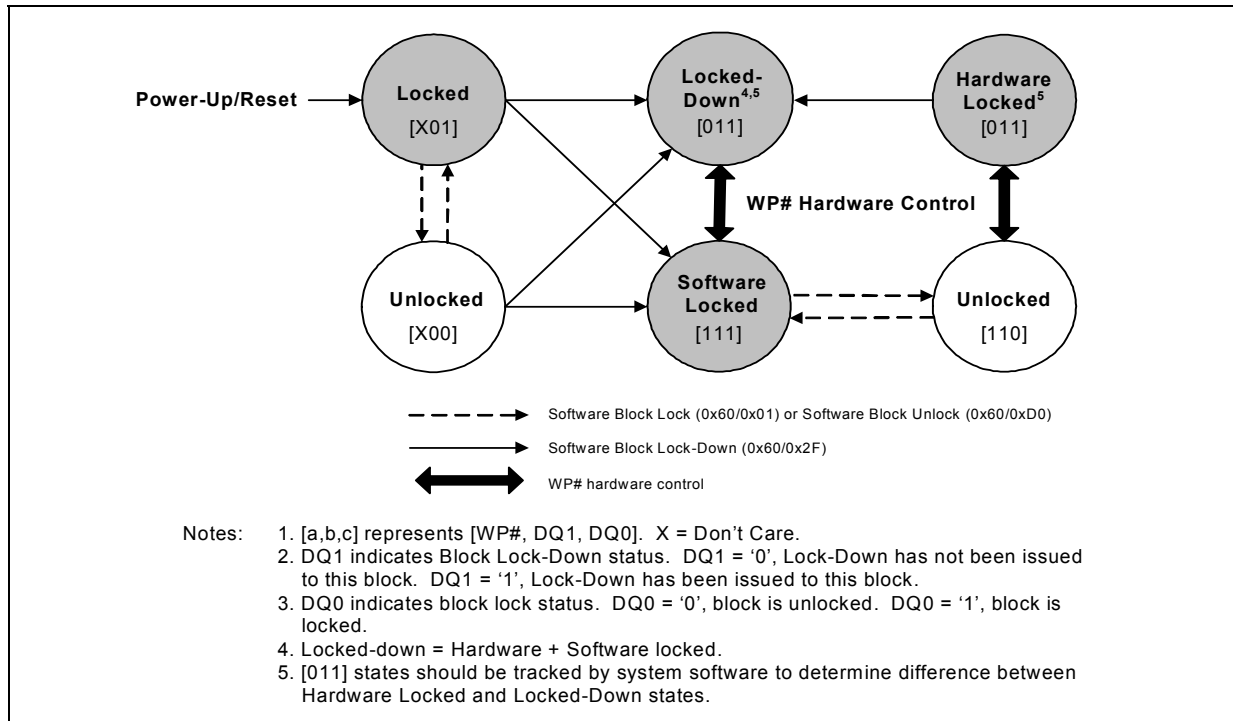 Power-Up/Reset
Locked
[X01]
Locked-
Down4,5
[011]
Hardware
Locked5
[011]
WP# Hardware Control
Unlocked
[X00]
Software
Locked
[111]
Unlocked
[110]
Software Block Lock (0x60/0x01) or Software Block Unlock (0x60/0xD0)
Software Block Lock-Down (0x60/0x2F)
WP# hardware control
Notes: 1. [a,b,c] represents [WP#, DQ1, DQ0]. X = Don't Care.
2. DQ1 indicates Block Lock-Down status. DQ1 = ‘0’, Lock-Down has not been issued
to this block. DQ1 = ‘1’, Lock-Down has been issued to this block.
3. DQ0 indicates block lock status. DQ0 = ‘0’, block is unlocked. DQ0 = ‘1’, block is
locked.
4. Locked-down = Hardware + Software locked.
5. [011] states should be tracked by system software to determine difference between
Hardware Locked and Locked-Down states.